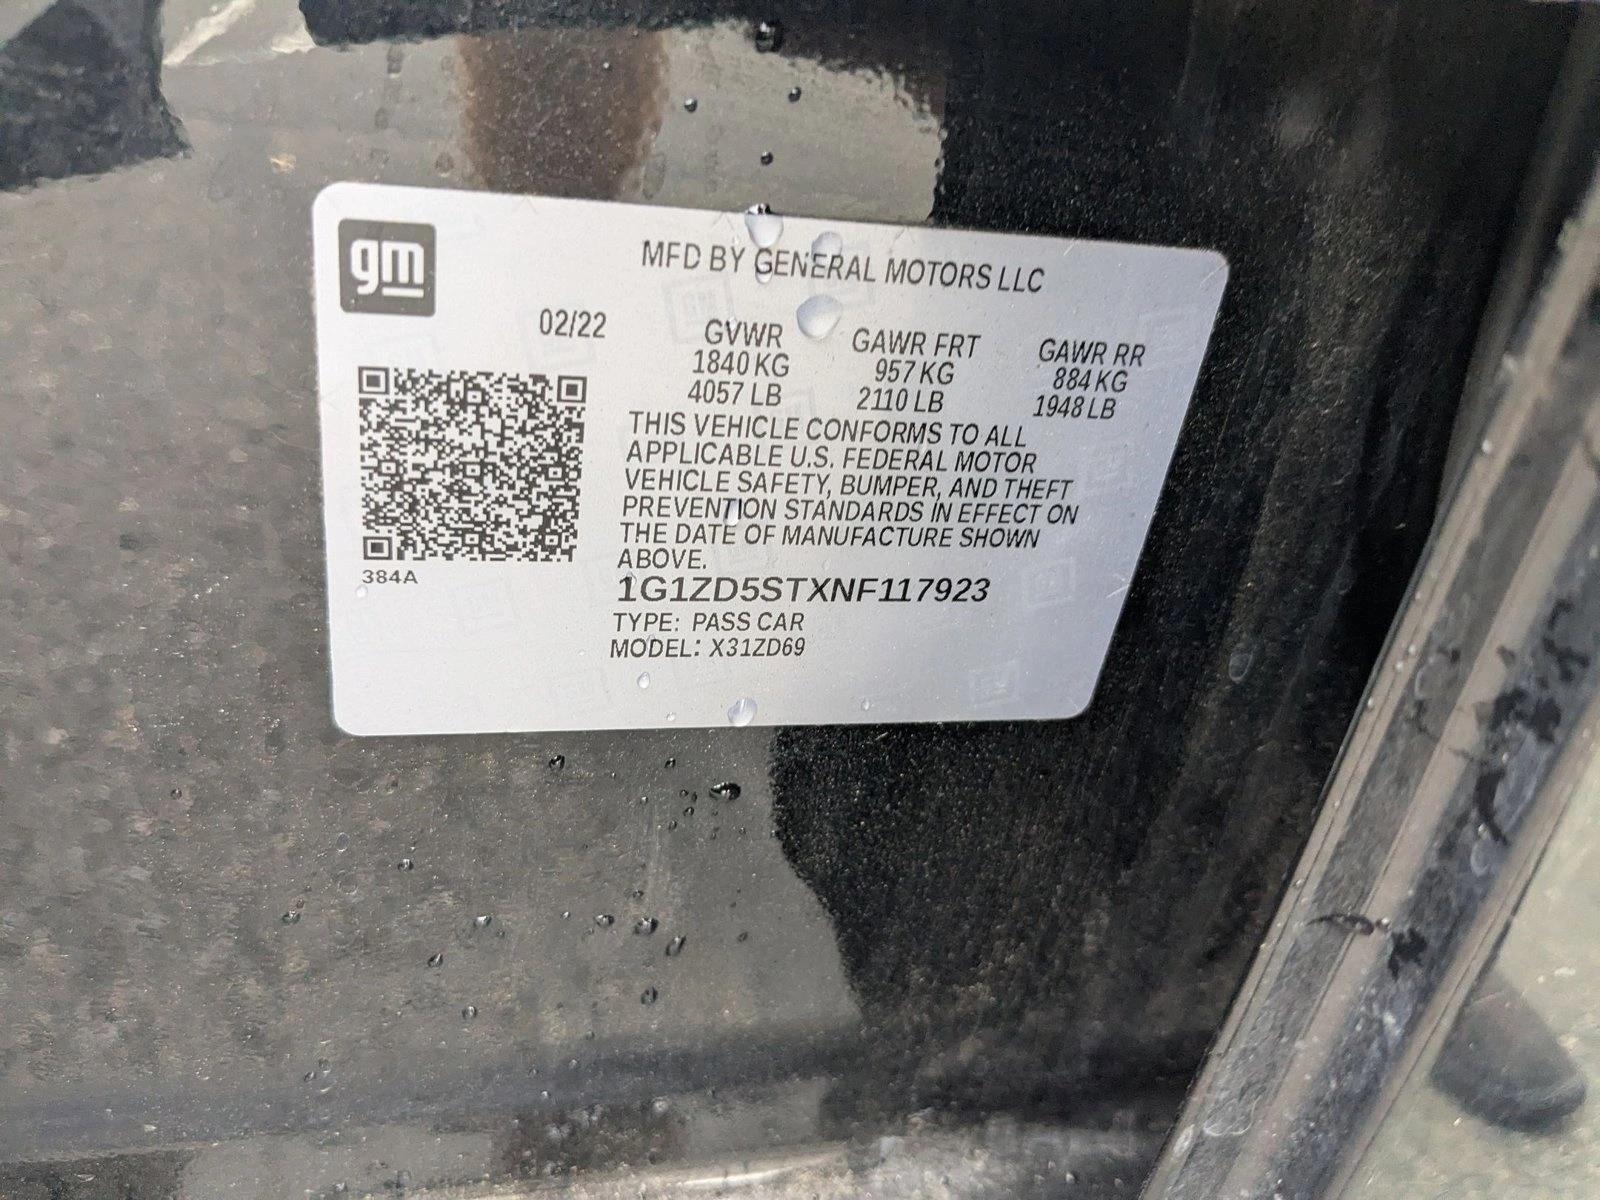 gm
MFD BY GENERAL MOTORS LLC
02/22 GVWR GAWR FRT GAWR RR
1840 KG 957 KG 884 KG
4057 LB 2110 LB 1948 LB
THIS VEHICLE CONFORMS TO ALL
APPLICABLE U.S. FEDERAL MOTOR
VEHICLE SAFETY, BUMPER, AND THEFT
PREVENTION STANDARDS IN EFFECT ON
THE DATE OF MANUFACTURE SHOWN
ABOVE.
384A
1G1ZD5STXNF117923
TYPE: PASS CAR
MODEL: X31ZD69